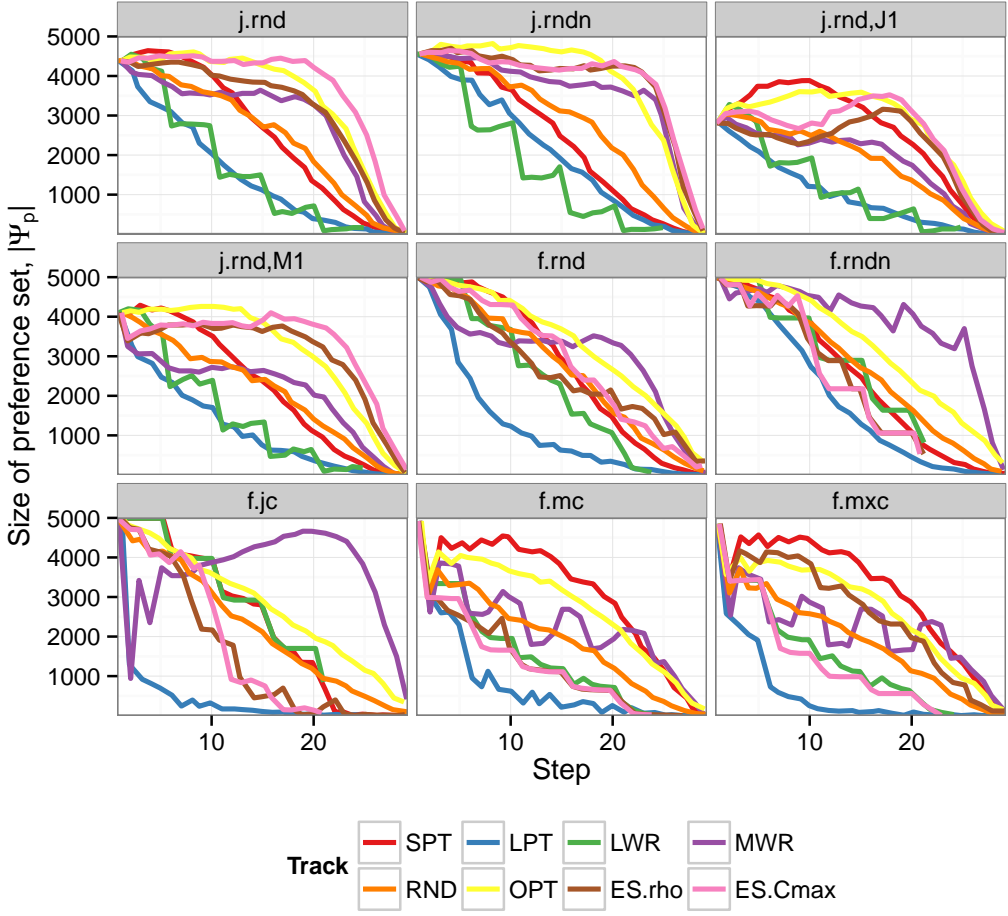 j.rnd j.rndn j.rnd,J1
5000
4000
3000
2000
1000
j.rnd,M1 f.rnd f.rndn
5000
4000
3000
2000
1000
f.jc f.mc f.mxc
5000
4000
3000
2000
1000
Size of preference set, |Ψp|
10 20 10 20 10 20
Step
Track
SPT LPT LWR MWR
RND OPT ES.rho ES.Cmax